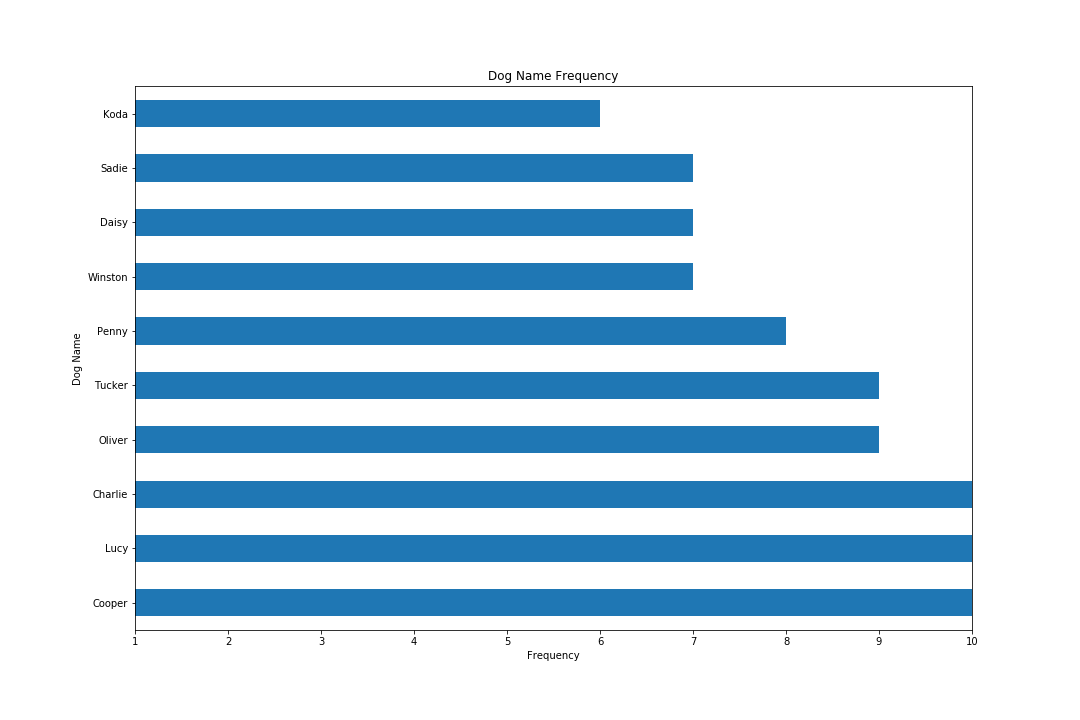 Dog Name Frequency
Koda
Sadie
Daisy
Winston
Penny
Tucker
Oliver
Charlie
Lucy
Cooper
Dog Name
1 2 3 4 5 6 7 8 9 10
Frequency